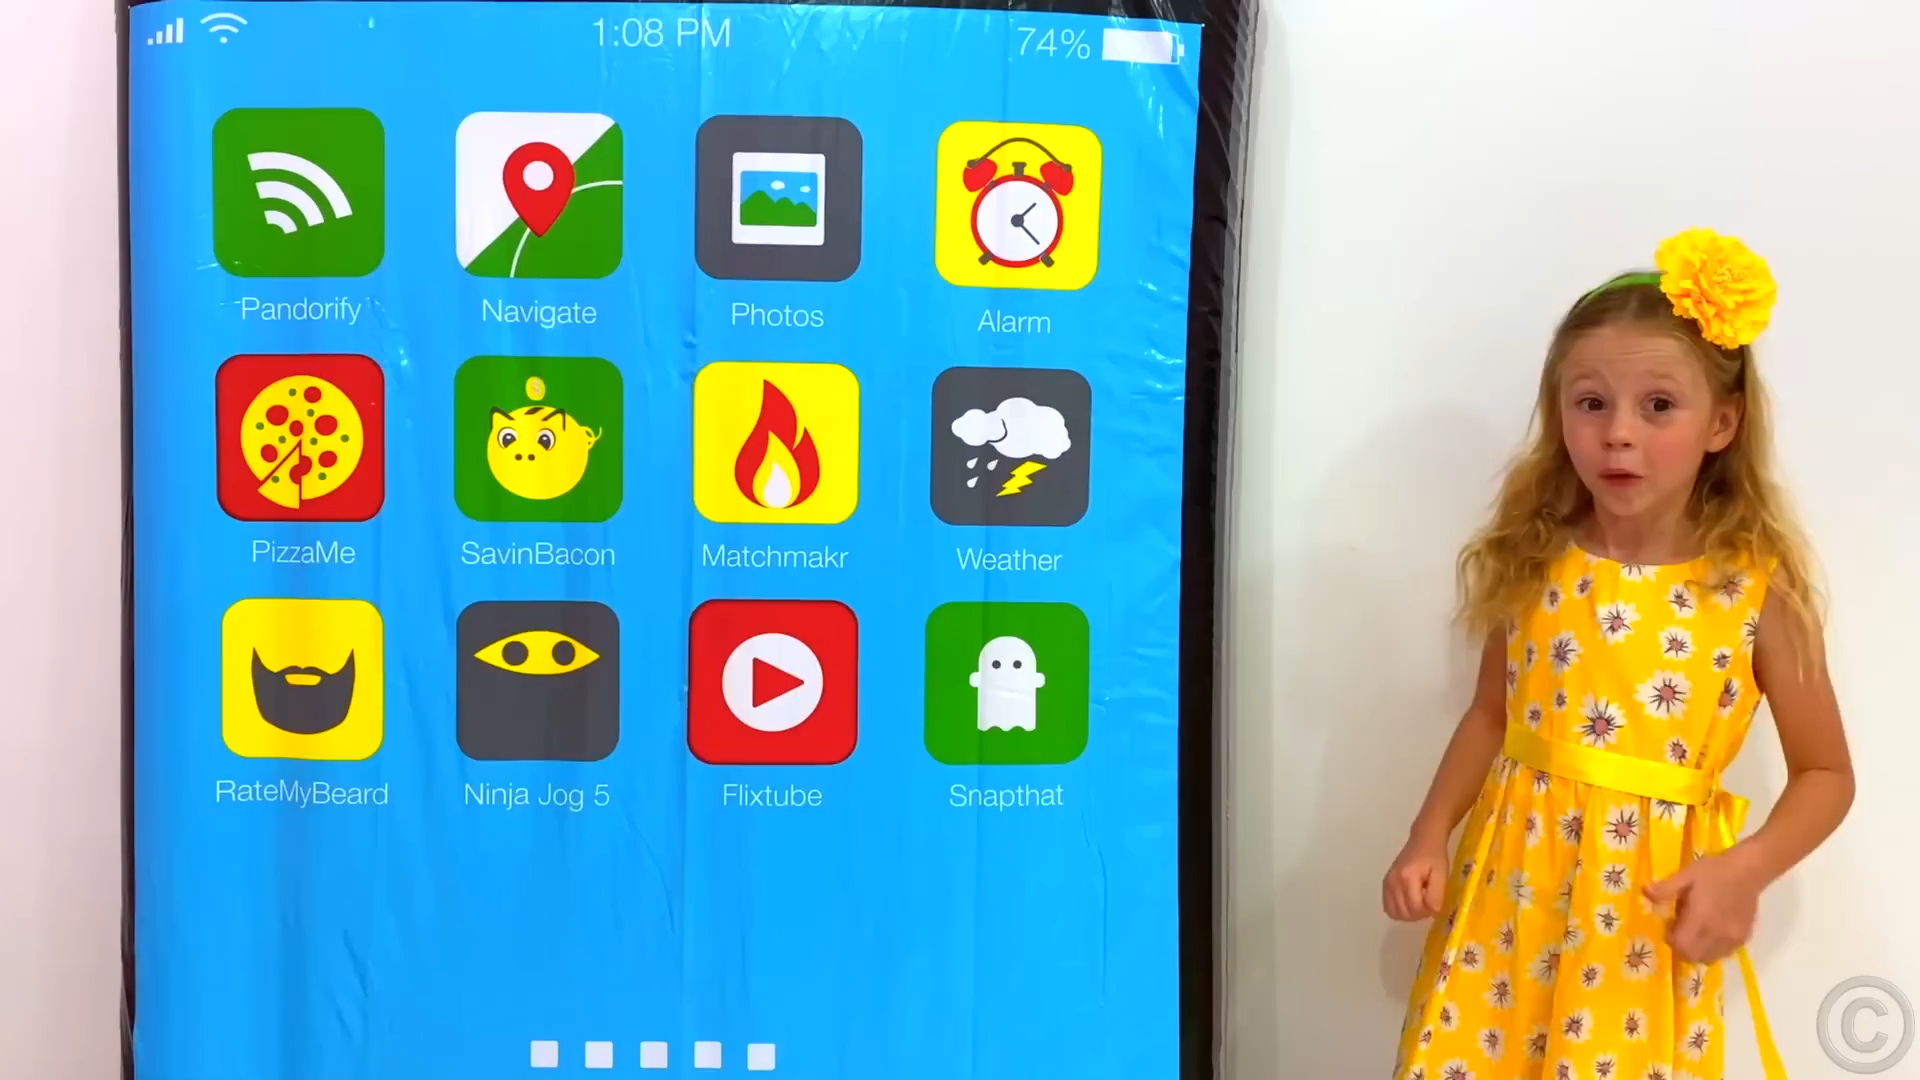 1:08 PM 74%
Pandorify Navigate Photos Alarm
PizzaMe SavinBacon Matchmakr Weather
RateMyBeard Ninja Jog 5 Flixtube Snapthat
©